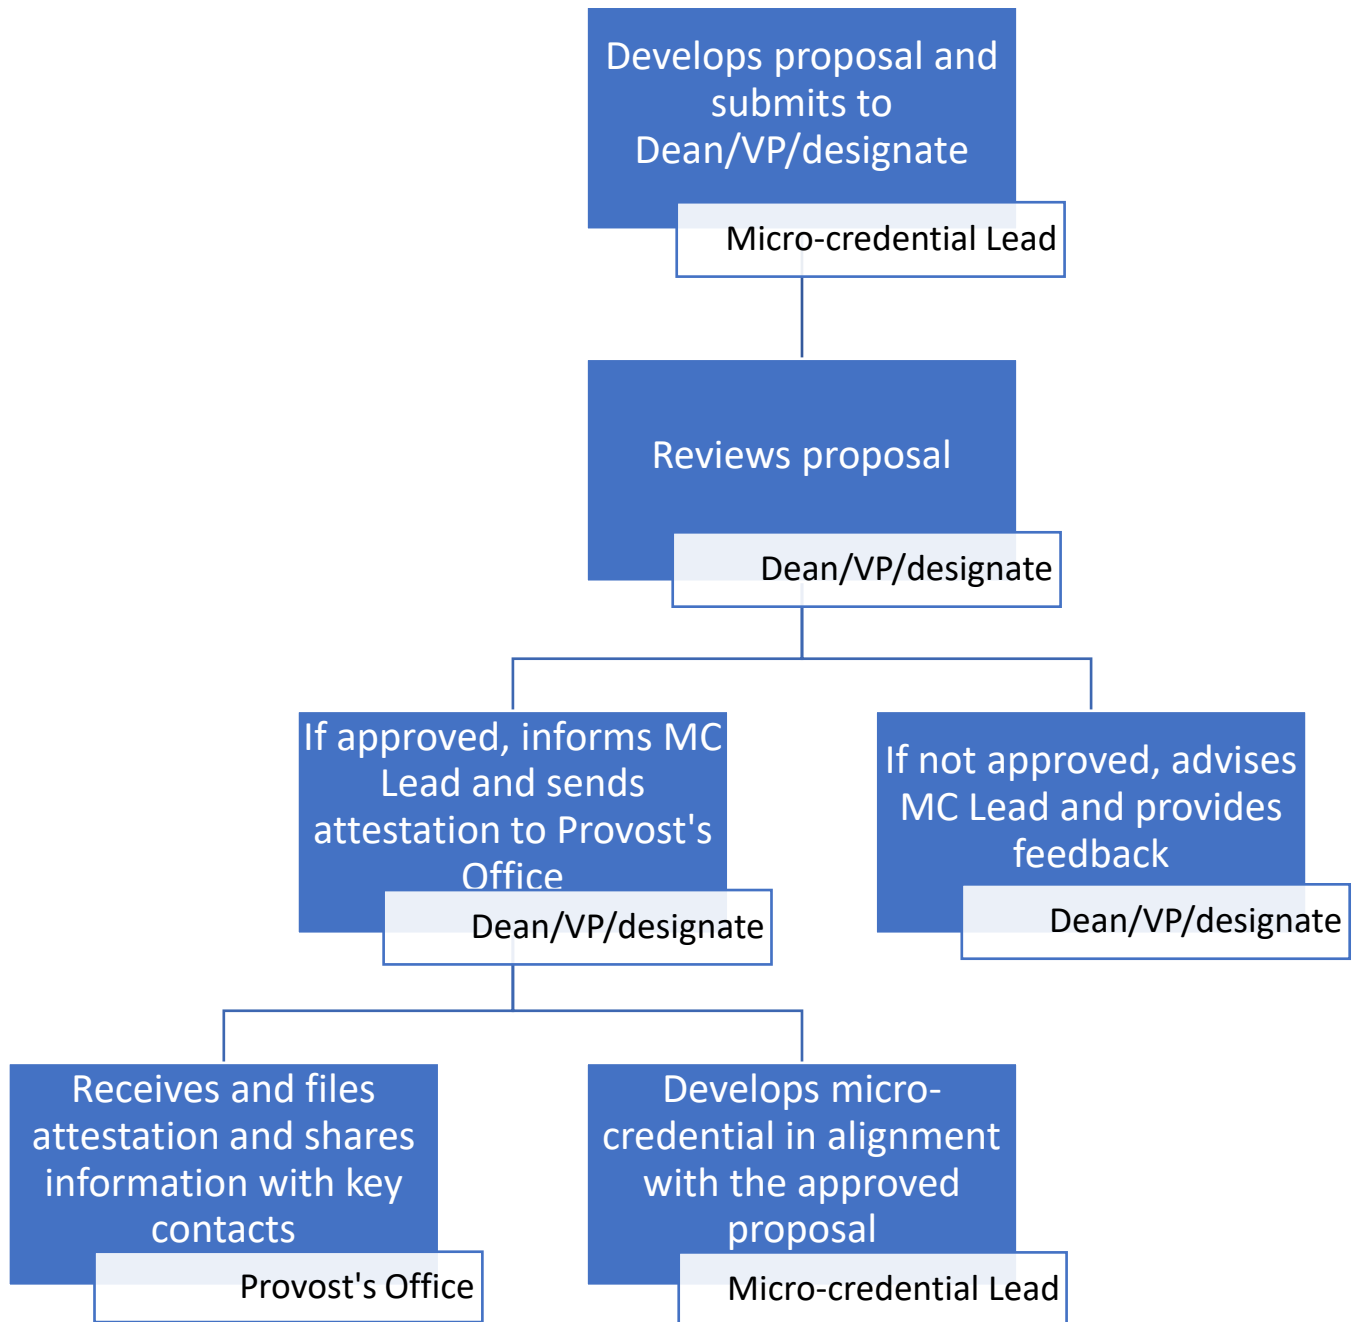 Develops proposal and
submits to
Dean/VP/designate
Micro-credential Lead
Reviews proposal
Dean/VP/designate
If approved, informs MC
Lead and sends
attestation to Provost's
Office
Dean/VP/designate
If not approved, advises
MC Lead and provides
feedback
Dean/VP/designate
Receives and files
attestation and shares
information with key
contacts
Provost's Office
Develops micro-
credential in alignment
with the approved
proposal
Micro-credential Lead